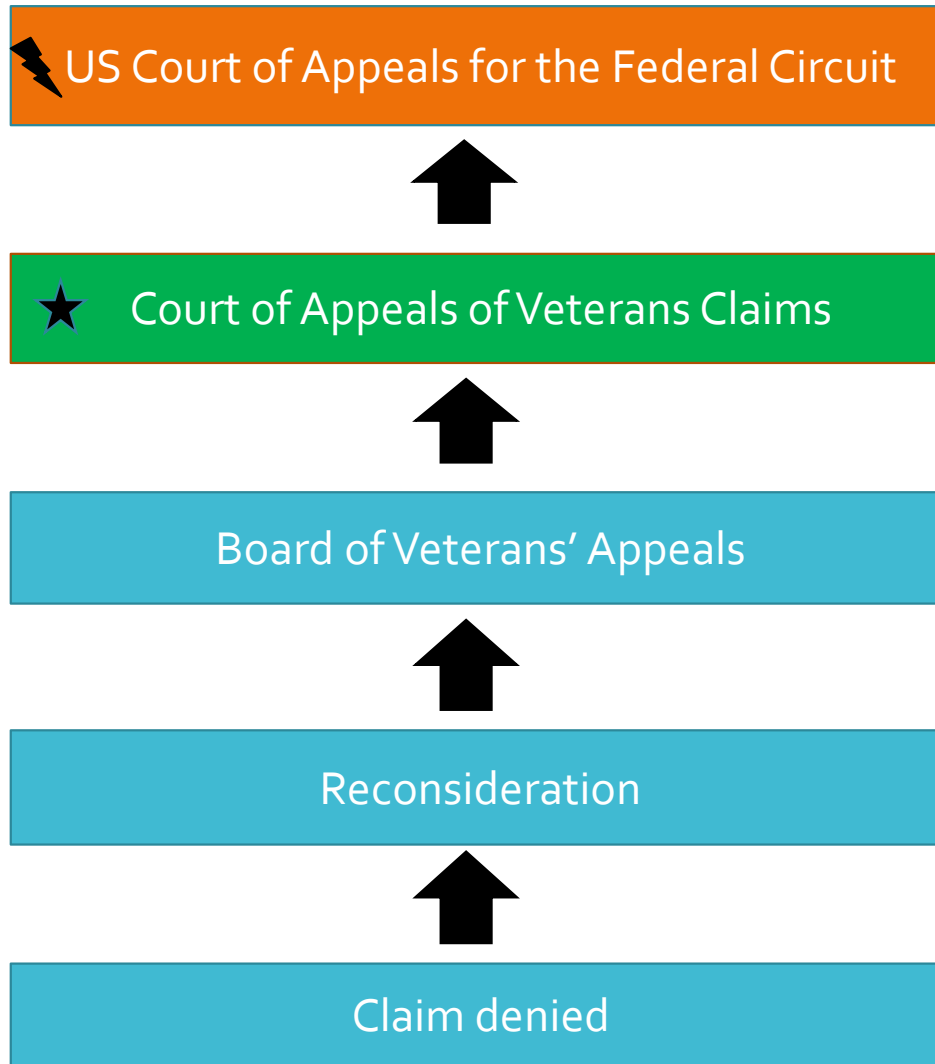 US Court of Appeals for the Federal Circuit
Court of Appeals of Veterans Claims
Board of Veterans’ Appeals
Reconsideration
Claim denied